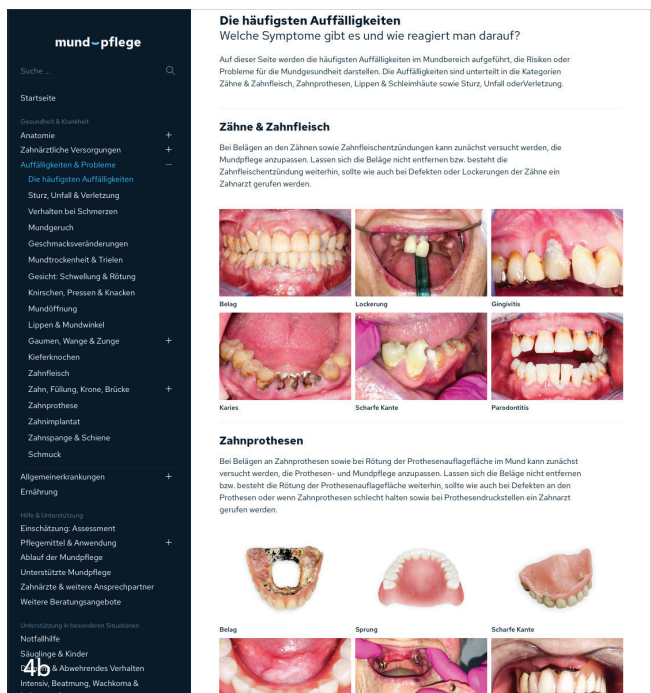 mund pflege
Suche ...
Startseite
Gesundheit & Krankheit
Anatomie +
Zahnärztliche Versorgungen +
Auffälligkeiten & Probleme –
Die häufigsten Auffälligkeiten
Sturz, Unfall & Verletzung
Verhalten bei Schmerzen
Mundgeruch
Geschmacksveränderungen
Mundtrockenheit & Trielen
Gesicht: Schwellung & Rötung
Knirschen, Pressen & Knacken
Mundöffnung
Lippen & Mundwinkel
Gaumen, Wange & Zunge +
Kieferknochen
Zahnfleisch
Zahn, Füllung, Krone, Brücke +
Zahnprothese
Zahnimplantat
Zahnspange & Schiene
Schmuck
Allgemeinerkrankungen +
Ernährung
Hilfe & Unterstützung
Einschätzung: Assessment
Pflegemittel & Anwendung +
Ablauf der Mundpflege
Unterstützte Mundpflege
Zahnärzte & weitere Ansprechpartner
Weitere Beratungsangebote
Unterstützung in besonderen Situationen
Notfallhilfe
Säuglinge & Kinder
4b
& Abwehrendes Verhalten
Intensiv, Beatmung, Wachkoma &
Die häufigsten Auffälligkeiten
Welche Symptome gibt es und wie reagiert man darauf?
Auf dieser Seite werden die häufigsten Auffälligkeiten im Mundbereich aufgeführt, die Risiken oder
Probleme für die Mundgesundheit darstellen. Die Auffälligkeiten sind unterteilt in die Kategorien
Zähne & Zahnfleisch, Zahnprothesen, Lippen & Schleimhäute sowie Sturz, Unfall oderVerletzung.
Zähne & Zahnfleisch
Bei Belägen an den Zähnen sowie Zahnfleischentzündungen kann zunächst versucht werden, die
Mundpflege anzupassen. Lassen sich die Beläge nicht entfernen bzw. besteht die
Zahnfleischentzündung weiterhin, sollte wie auch bei Defekten oder Lockerungen der Zähne ein
Zahnarzt gerufen werden.
Belag Lockerung Gingivitis
Karies Scharfe Kante Parodontitis
Zahnprothesen
Bei Belägen an Zahnprothesen sowie bei Rötung der Prothesenauflagefläche im Mund kann zunächst
versucht werden, die Prothesen- und Mundpflege anzupassen. Lassen sich die Beläge nicht entfernen
bzw. besteht die Rötung der Prothesenauflagefläche weiterhin, sollte wie auch bei Defekten an den
Prothesen oder wenn Zahnprothesen schlecht halten sowie bei Prothesendruckstellen ein Zahnarzt
gerufen werden.
Belag Sprung Scharfe Kante